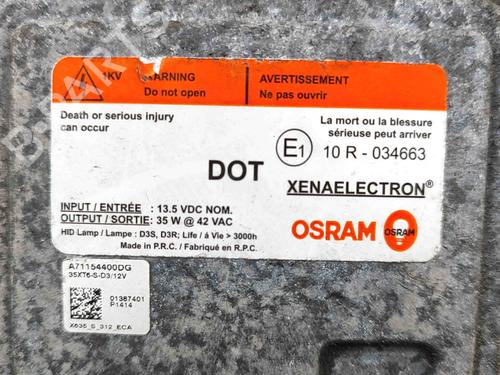 1KV WARNING
Do not open
AVERTISSEMENT
Ne pas ouvrir
Death or serious injury
can occur
La mort ou la blessure
sérieuse peut arriver
DOT
E1 10 R - 034663
XENAELECTRON®
INPUT / ENTRÉE : 13.5 VDC NOM.
OUTPUT / SORTIE: 35 W @ 42 VAC
HID Lamp / Lampe : D3S, D3R; Life / á Vie > 3000h
Made in P.R.C. / Fabriqué en R.P.C.
OSRAM
OSRAM
A71154400DG
35XT6-S-D3/12V
01387401
P1414
X635_S_312_ECA